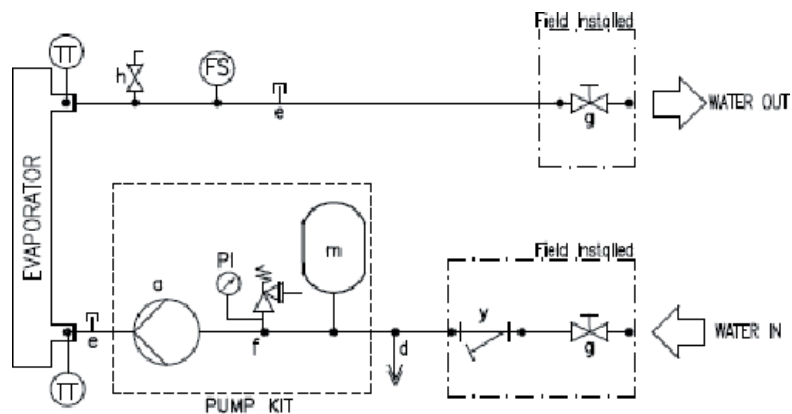 Field Installed
TT
h
FS
e
g
WATER OUT
EVAPORATOR
m
PI
a
Field Installed
y
e
f
d
g
WATER IN
TT
PUMP KIT